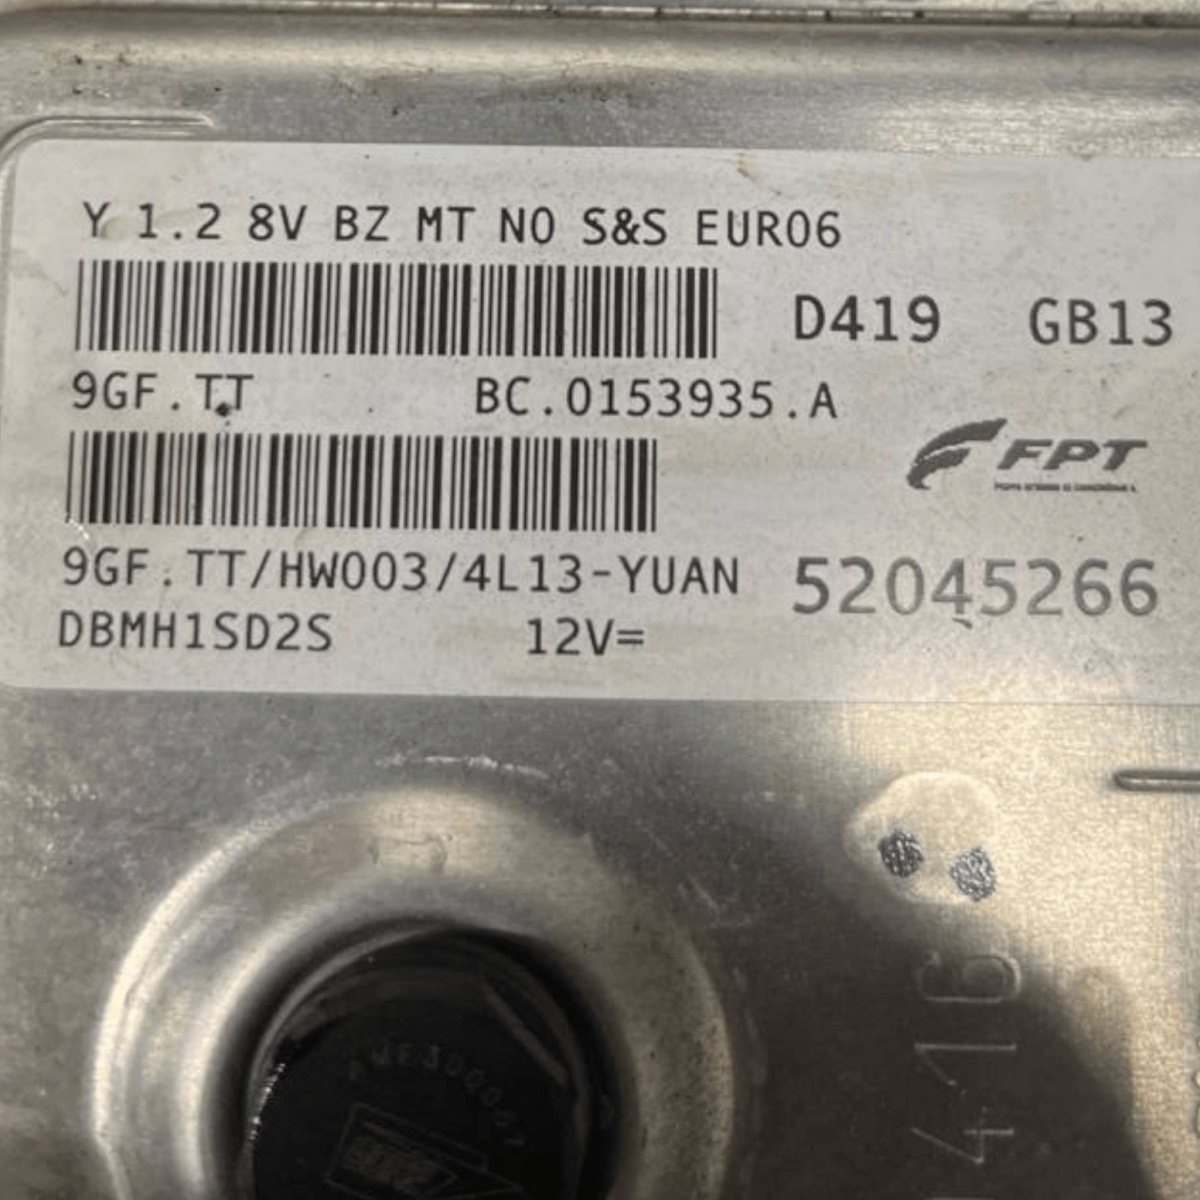 Y 1.2 8V BZ MT NO S&S EURO6
D419 GB13
9GF.TT BC.0153935.A
FPT
9GF.TT/HW003/4L13-YUAN 52045266
DBMH1SD2S 12V=
416